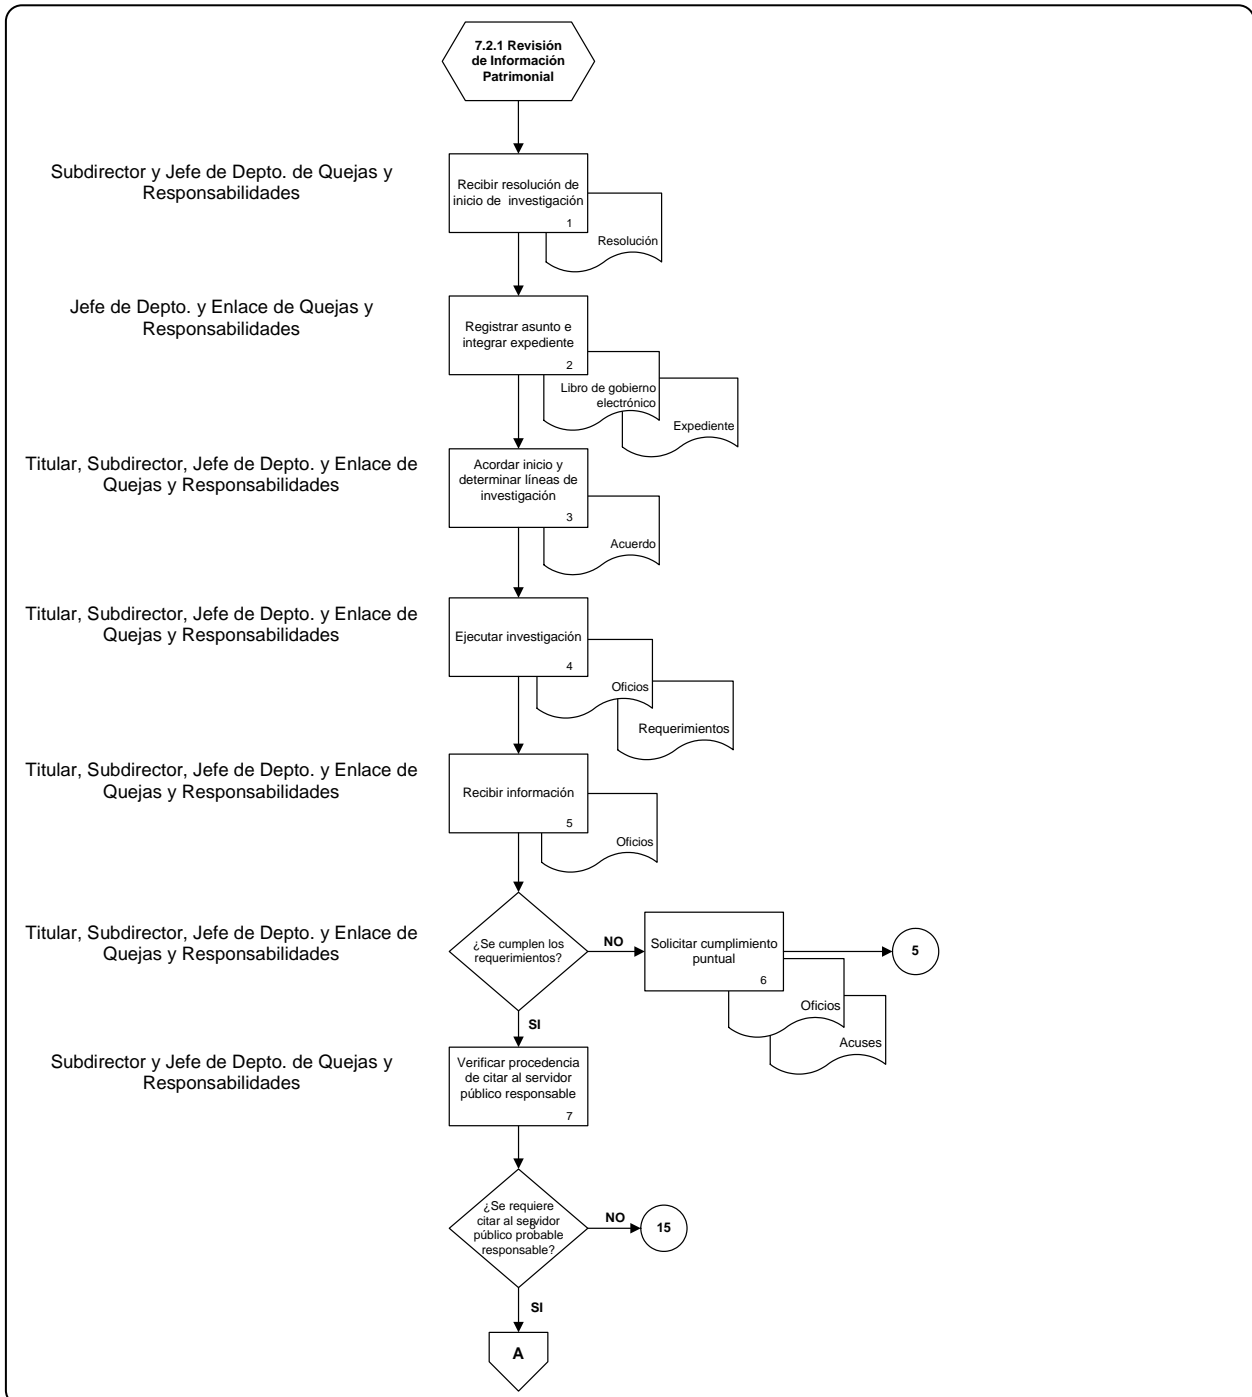 7.2.1 Revisión
de Información
Patrimonial
Subdirector y Jefe de Depto. de Quejas y
Responsabilidades
Recibir resolución de
inicio de investigación
1
Resolución
Jefe de Depto. y Enlace de Quejas y
Responsabilidades
Registrar asunto e
integrar expediente
2
Libro de gobierno
electrónico
Expediente
Titular, Subdirector, Jefe de Depto. y Enlace de
Quejas y Responsabilidades
Acordar inicio y
determinar líneas de
investigación
3
Acuerdo
Titular, Subdirector, Jefe de Depto. y Enlace de
Quejas y Responsabilidades
Ejecutar investigación
4
Oficios
Requerimientos
Titular, Subdirector, Jefe de Depto. y Enlace de
Quejas y Responsabilidades
Recibir información
5
Oficios
Titular, Subdirector, Jefe de Depto. y Enlace de
Quejas y Responsabilidades
¿Se cumplen los
requerimientos?
NO
Solicitar cumplimiento
puntual
6
5
Oficios
Acuses
SI
Subdirector y Jefe de Depto. de Quejas y
Responsabilidades
Verificar procedencia
de citar al servidor
público responsable
7
¿Se requiere
citar al servidor
público probable
responsable?
NO
15
SI
A